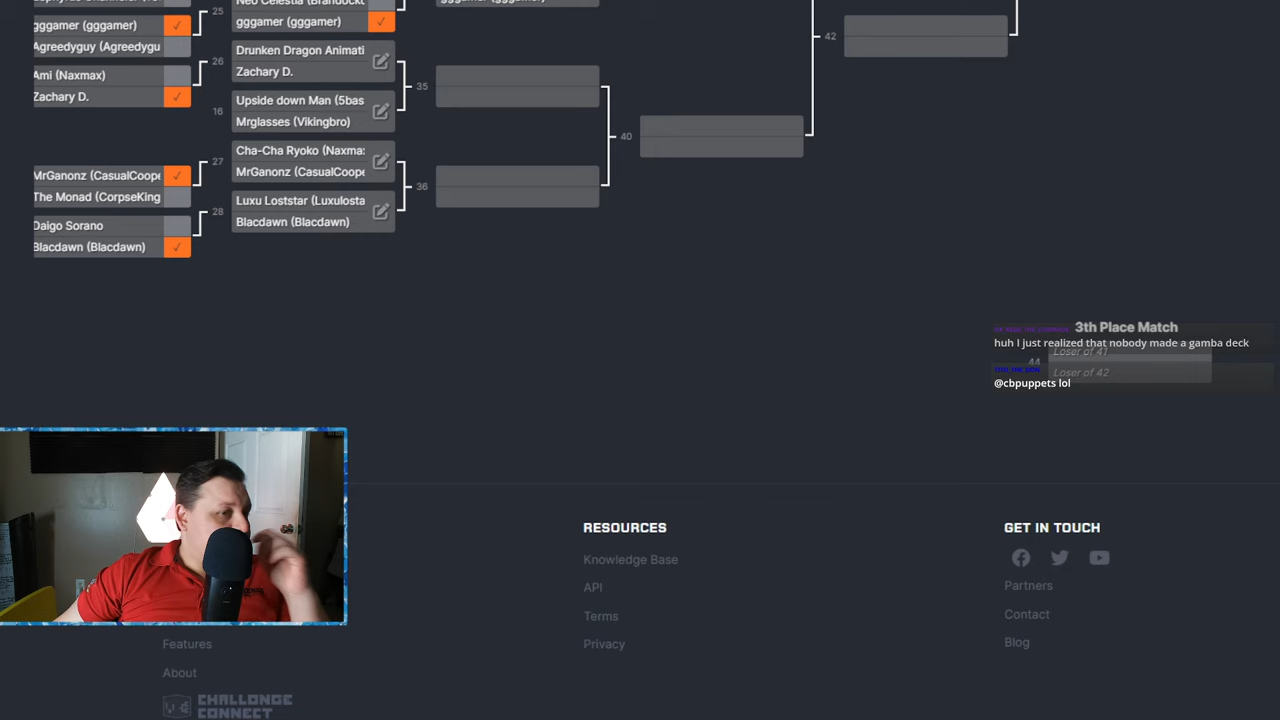 25
gggamer (gggamer)
Agreedyguy (Agreedygu
gggamer (gggamer)
26
Ami (Naxmax)
Zachary D.
Drunken Dragon Animati
Zachary D.
16
Upside down Man (5bas
Mrglasses (Vikingbro)
35
27
MrGanonz (CasualCoope
The Monad (CorpseKing
Cha-Cha Ryoko (Naxma:
MrGanonz (CasualCoope
28
Daigo Sorano
Blacdawn (Blacdawn)
Luxu Loststar (Luxulosta
Blacdawn (Blacdawn)
36
40
42
3th Place Match
huh I just realized that nobody made a gamba deck
44
Loser of 41
Loser of 42
@cbpuppets lol
RESOURCES
Knowledge Base
API
Terms
Privacy
GET IN TOUCH
Partners
Contact
Blog
Features
About
CHALLONGE
CONNECT